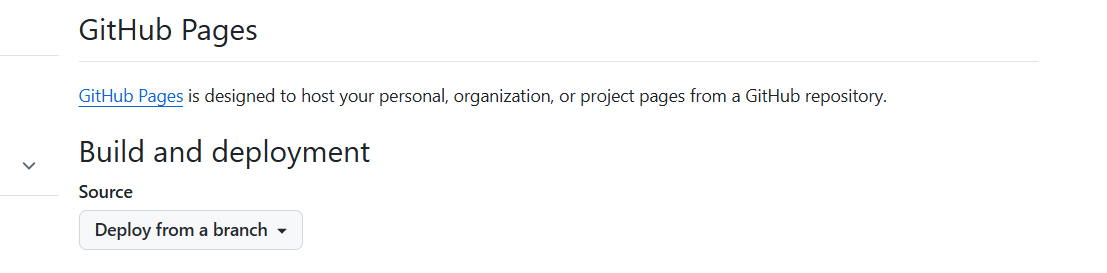 GitHub Pages
GitHub Pages is designed to host your personal, organization, or project pages from a GitHub repository.
Build and deployment
Source
Deploy from a branch